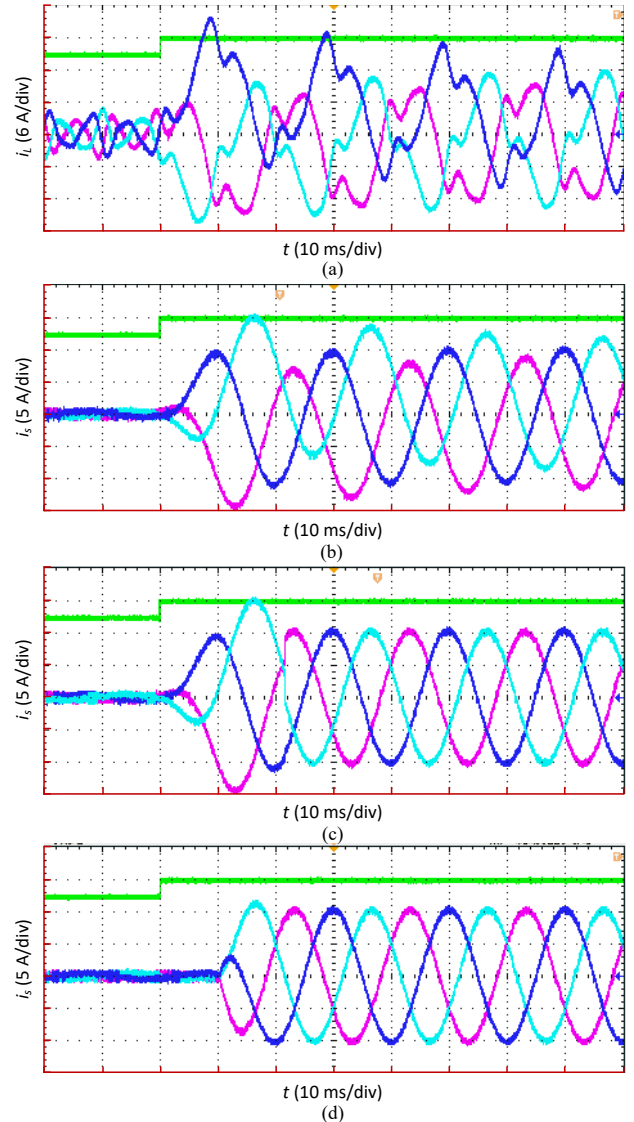 T
i_L (6 A/div)
t (10 ms/div)
(a)
T
i_s (5 A/div)
t (10 ms/div)
(b)
T
i_s (5 A/div)
t (10 ms/div)
(c)
T
i_s (5 A/div)
t (10 ms/div)
(d)